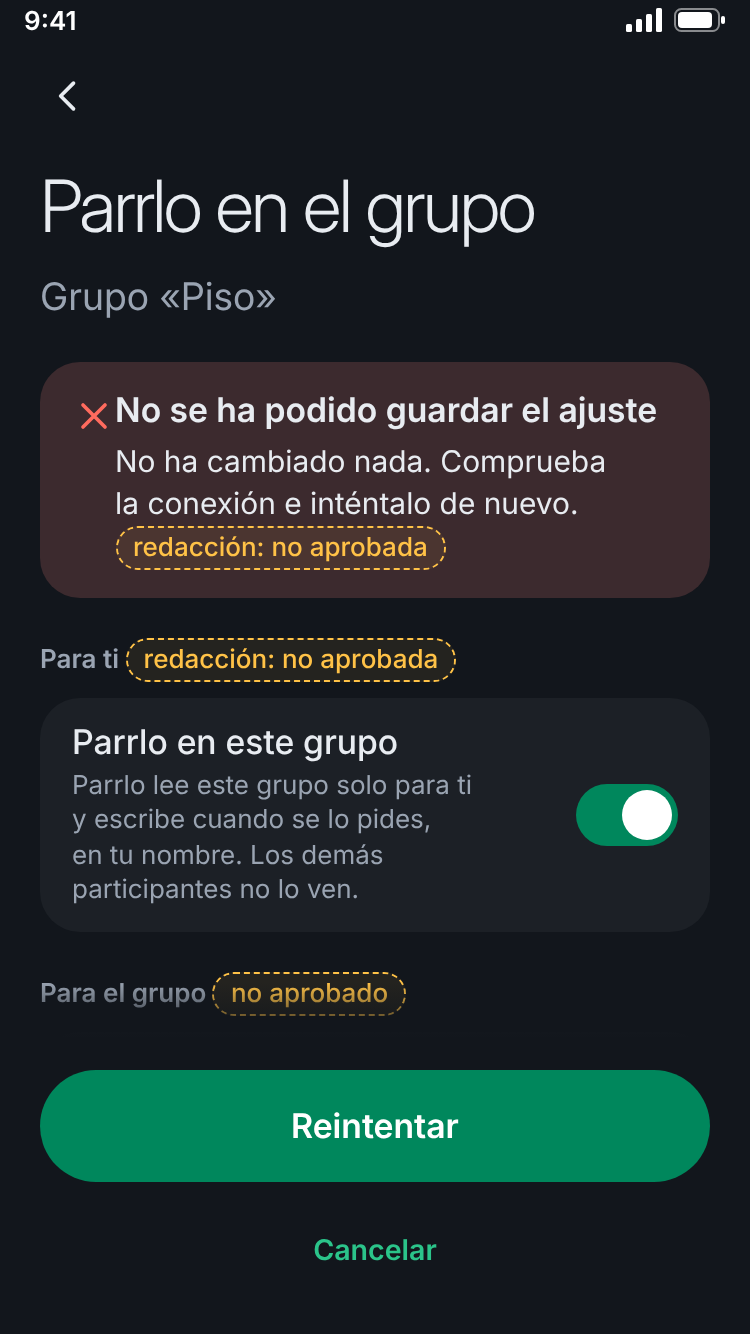 9:41
Parrlo en el grupo
Grupo «Piso»
No se ha podido guardar el ajuste
No ha cambiado nada. Comprueba
la conexión e inténtalo de nuevo.
redacción: no aprobada
Para ti redacción: no aprobada
Parrlo en este grupo
Parrlo lee este grupo solo para ti
y escribe cuando se lo pides,
en tu nombre. Los demás
participantes no lo ven.
Para el grupo no aprobado
Reintentar
Cancelar